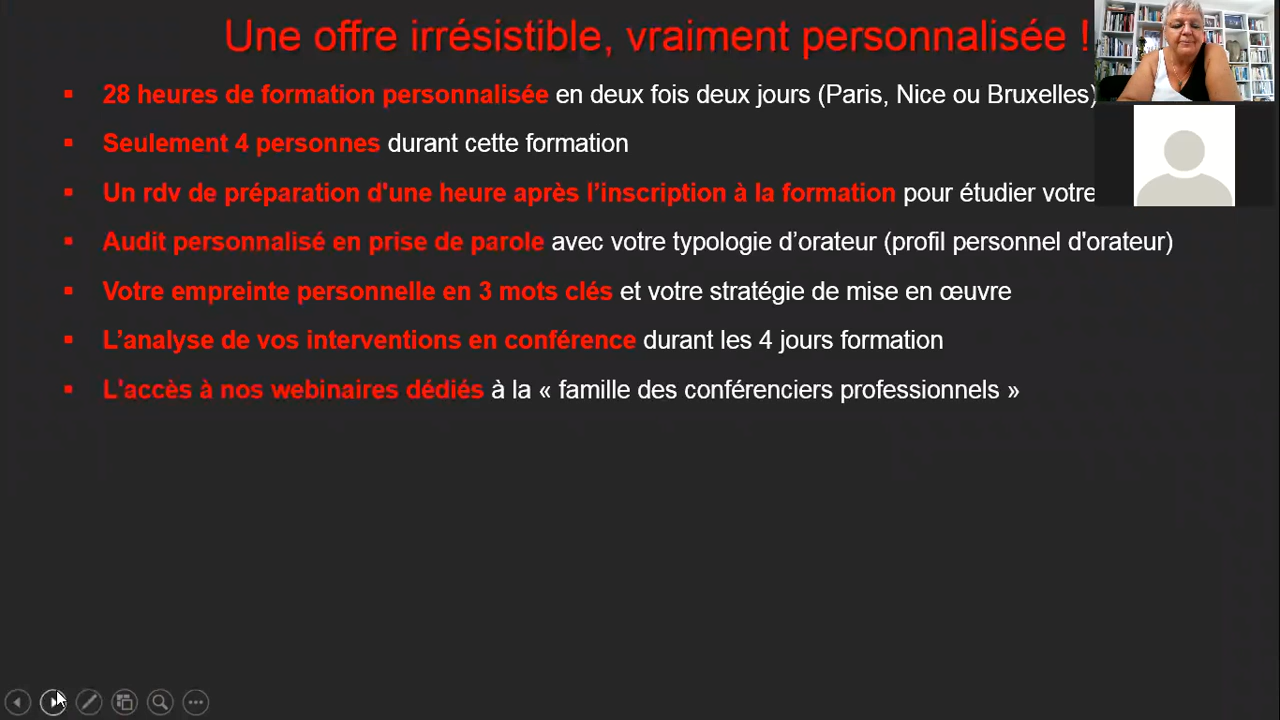 Une offre irrésistible, vraiment personnalisée !
▪ 28 heures de formation personnalisée en deux fois deux jours (Paris, Nice ou Bruxelles)
▪ Seulement 4 personnes durant cette formation
▪ Un rdv de préparation d'une heure après l’inscription à la formation pour étudier votre
▪ Audit personnalisé en prise de parole avec votre typologie d’orateur (profil personnel d'orateur)
▪ Votre empreinte personnelle en 3 mots clés et votre stratégie de mise en œuvre
▪ L’analyse de vos interventions en conférence durant les 4 jours formation
▪ L'accès à nos webinaires dédiés à la « famille des conférenciers professionnels »